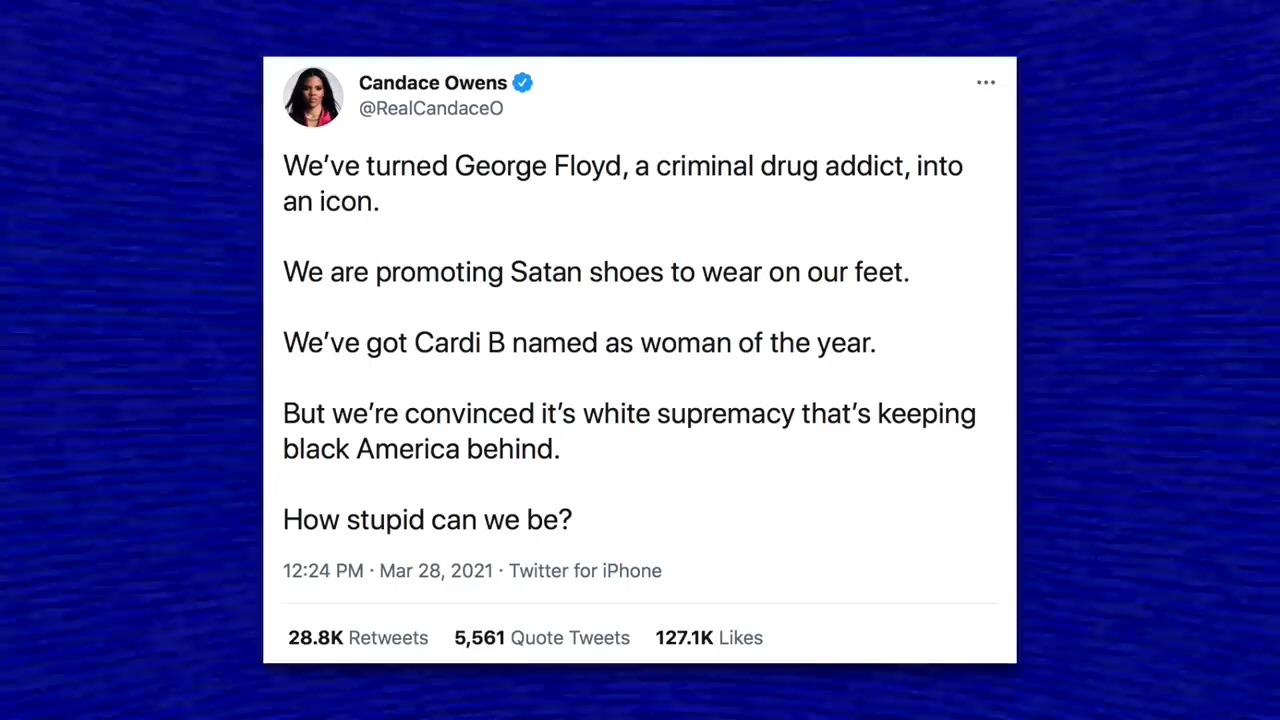 Candace Owens
@RealCandaceO
We’ve turned George Floyd, a criminal drug addict, into
an icon.
We are promoting Satan shoes to wear on our feet.
We’ve got Cardi B named as woman of the year.
But we’re convinced it’s white supremacy that’s keeping
black America behind.
How stupid can we be?
12:24 PM · Mar 28, 2021 · Twitter for iPhone
28.8K Retweets 5,561 Quote Tweets 127.1K Likes